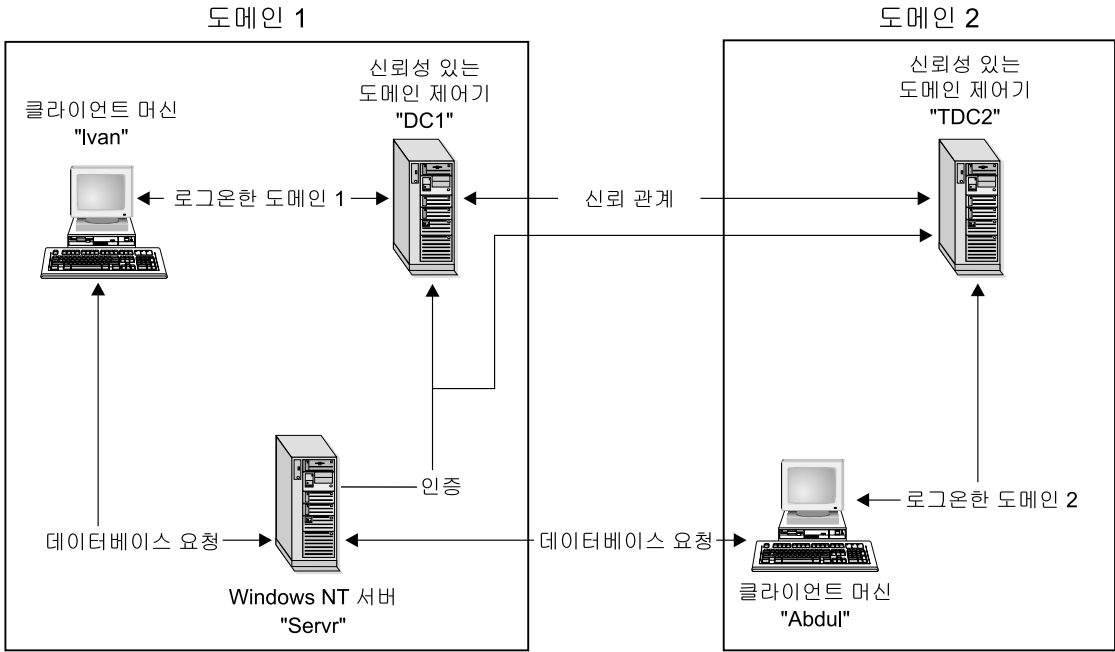 도메인 1
도메인 2
신뢰성 있는
도메인 제어기
"DC1"
신뢰성 있는
도메인 제어기
"TDC2"
클라이언트 머신
"Ivan"
로그온한 도메인 1
신뢰 관계
인증
로그온한 도메인 2
데이터베이스 요청
데이터베이스 요청
Windows NT 서버
"Servr"
클라이언트 머신
"Abdul"